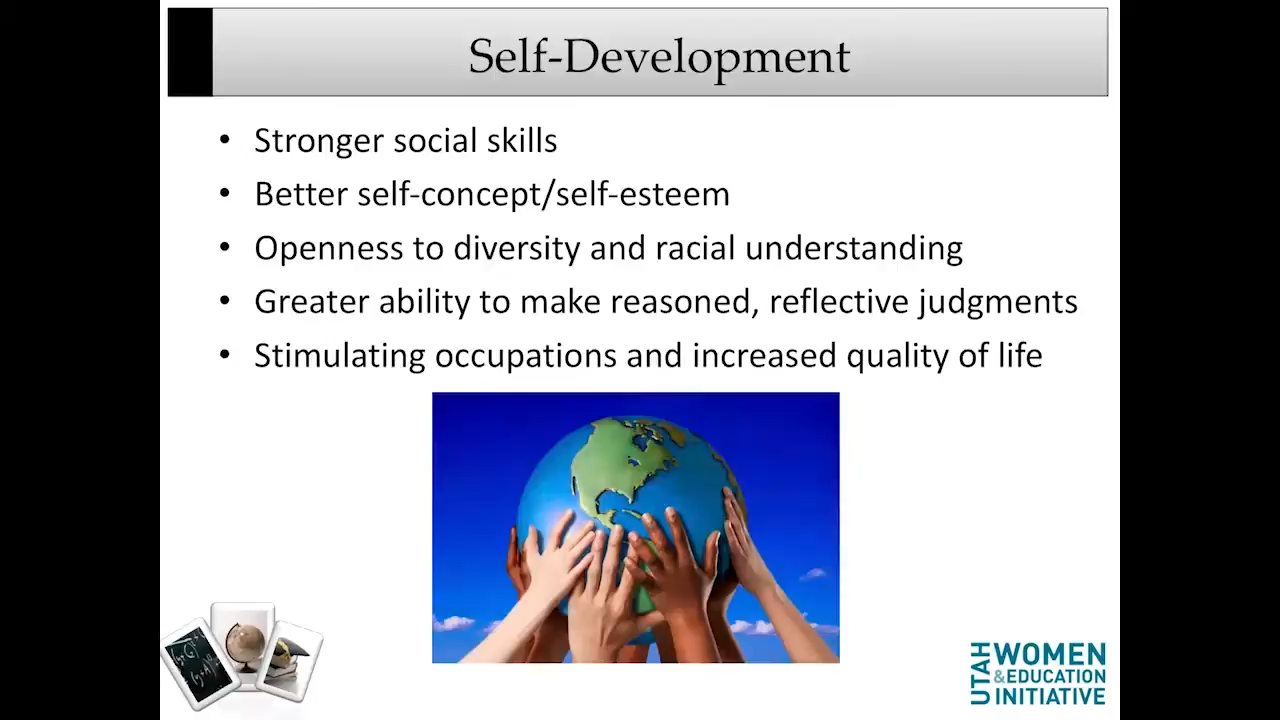 Self-Development
• Stronger social skills
• Better self-concept/self-esteem
• Openness to diversity and racial understanding
• Greater ability to make reasoned, reflective judgments
• Stimulating occupations and increased quality of life
UTAH
WOMEN
& EDUCATION
INITIATIVE